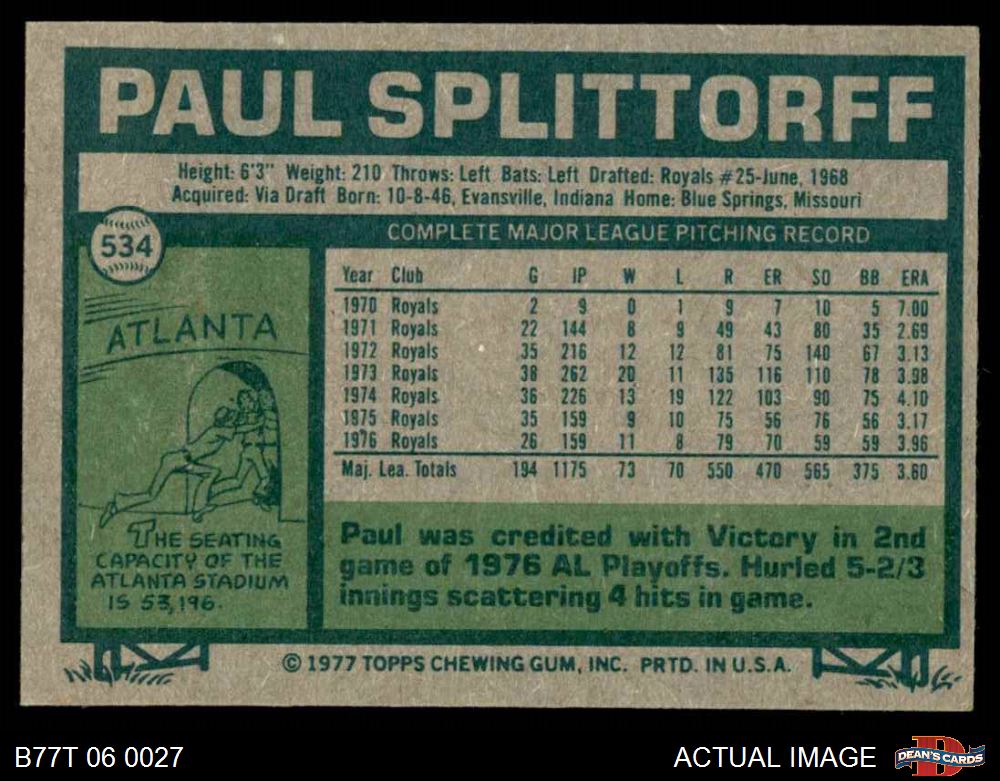 PAUL SPLITTORFF
Height: 6'3" Weight: 210 Throws: Left Bats: Left Drafted: Royals #25-June, 1968
Acquired: Via Draft Born: 10-8-46, Evansville, Indiana Home: Blue Springs, Missouri
534
COMPLETE MAJOR LEAGUE PITCHING RECORD
Year Club G IP W L R ER SO BB ERA
1970 Royals 2 9 0 1 9 7 10 5 7.00
1971 Royals 22 144 8 9 49 43 80 35 2.69
1972 Royals 35 216 12 12 81 75 140 67 3.13
1973 Royals 38 262 20 11 135 116 110 78 3.98
1974 Royals 36 226 13 19 122 103 90 75 4.10
1975 Royals 35 159 9 10 75 56 76 56 3.17
1976 Royals 26 159 11 8 79 70 59 59 3.96
Maj. Lea. Totals 194 1175 73 70 550 470 565 375 3.60
ATLANTA
THE SEATING
CAPACITY OF THE
ATLANTA STADIUM
IS 53,196.
Paul was credited with Victory in 2nd
game of 1976 AL Playoffs. Hurled 5-2/3
innings scattering 4 hits in game.
© 1977 TOPPS CHEWING GUM, INC. PRTD. IN U.S.A.
B77T 06 0027
ACTUAL IMAGE
D
DEAN'S CARDS